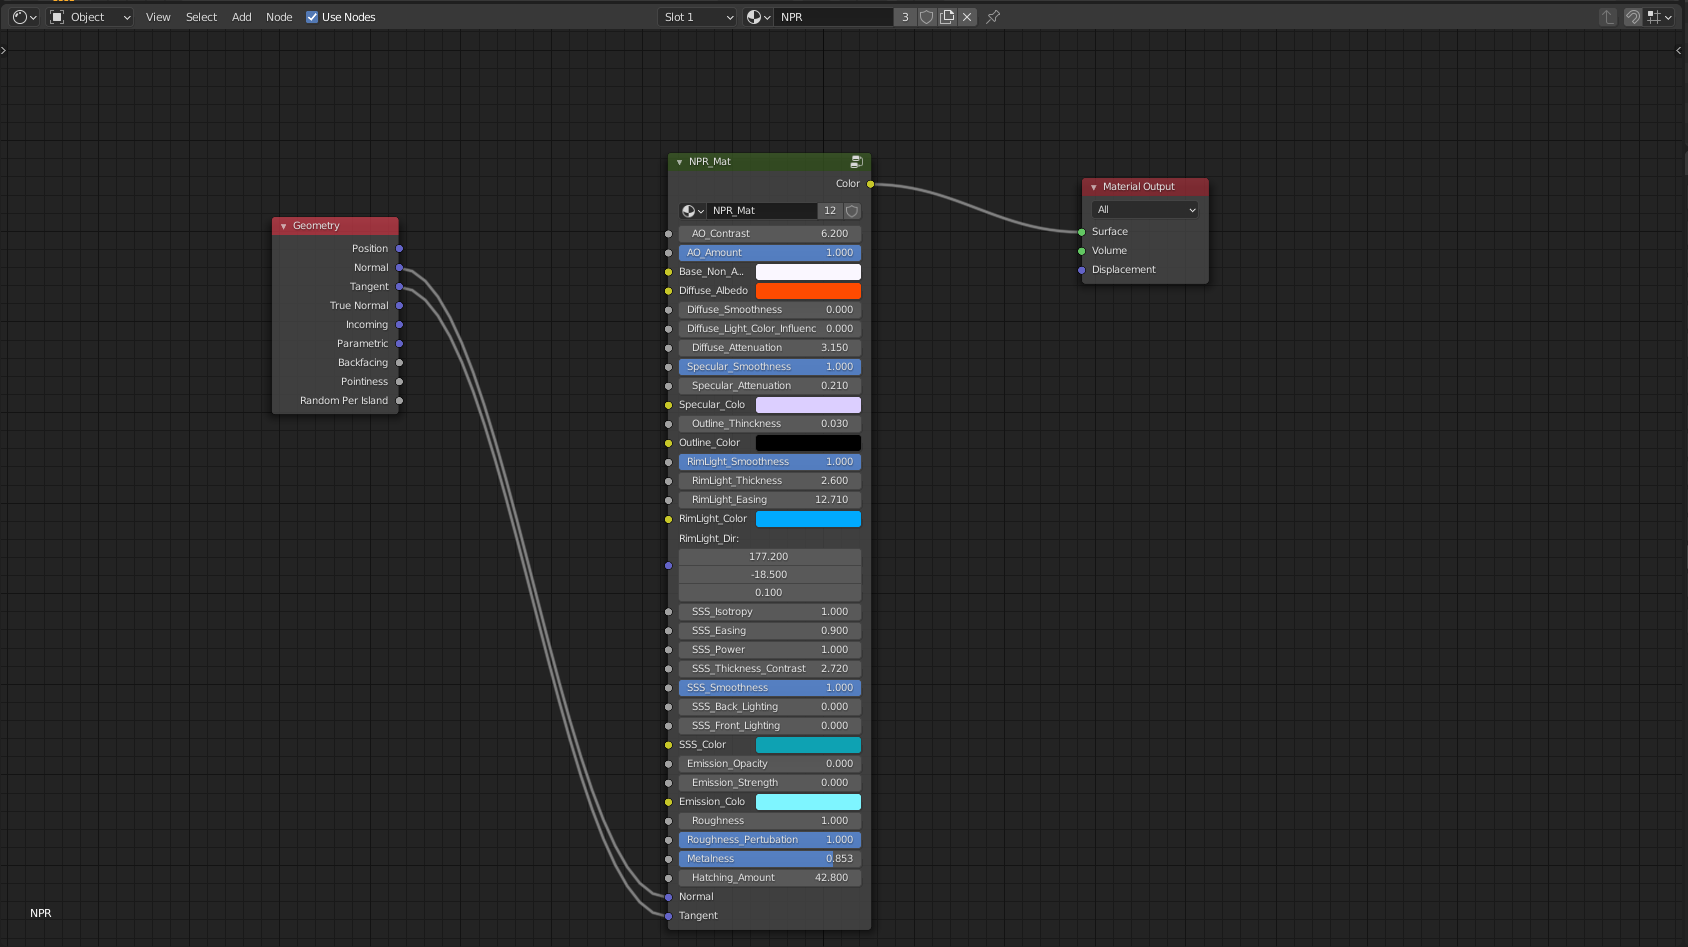 Object View Select Add Node Use Nodes Slot 1 NPR 3
Geometry
Position
Normal
Tangent
True Normal
Incoming
Parametric
Backfacing
Pointiness
Random Per Island
NPR_Mat
Color
NPR_Mat 12
AO_Contrast 6.200
AO_Amount 1.000
Base_Non_A...
Diffuse_Albedo
Diffuse_Smoothness 0.000
Diffuse_Light_Color_Influenc 0.000
Diffuse_Attenuation 3.150
Specular_Smoothness 1.000
Specular_Attenuation 0.210
Specular_Colo
Outline_Thinckness 0.030
Outline_Color
RimLight_Smoothness 1.000
RimLight_Thickness 2.600
RimLight_Easing 12.710
RimLight_Color
RimLight_Dir:
177.200
-18.500
0.100
SSS_Isotropy 1.000
SSS_Easing 0.900
SSS_Power 1.000
SSS_Thickness_Contrast 2.720
SSS_Smoothness 1.000
SSS_Back_Lighting 0.000
SSS_Front_Lighting 0.000
SSS_Color
Emission_Opacity 0.000
Emission_Strength 0.000
Emission_Colo
Roughness 1.000
Roughness_Pertubation 1.000
Metalness 0.853
Hatching_Amount 42.800
Normal
Tangent
Material Output
All
Surface
Volume
Displacement
NPR